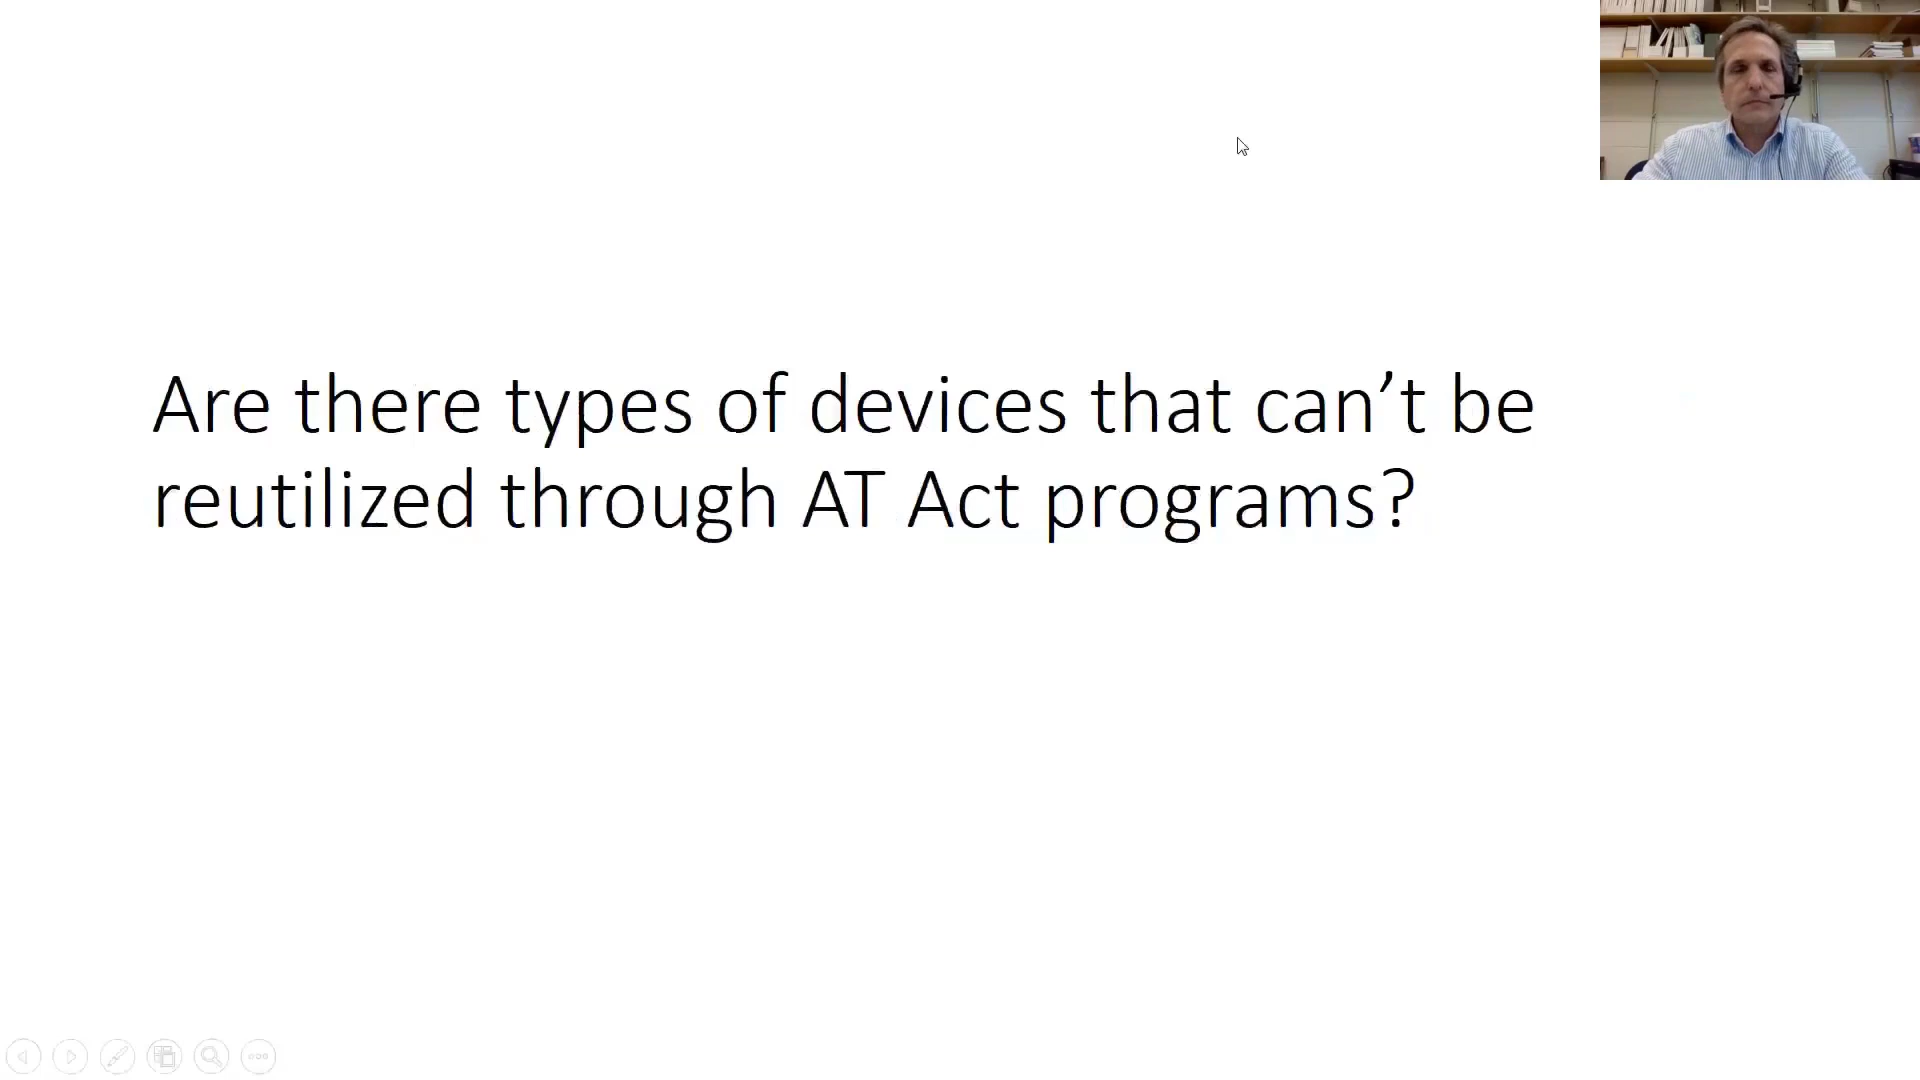 Are there types of devices that can’t be
reutilized through AT Act programs?